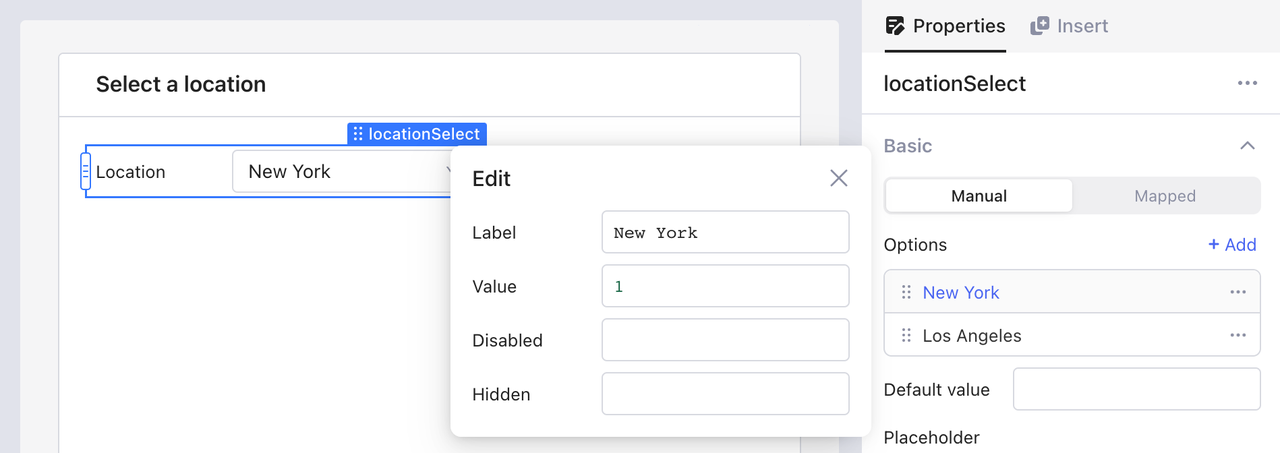 Select a location
locationSelect
Location
New York
Edit
Label
New York
Value
1
Disabled
Hidden
Properties
Insert
locationSelect
Basic
Manual
Mapped
Options
+ Add
New York
Los Angeles
Default value
Placeholder